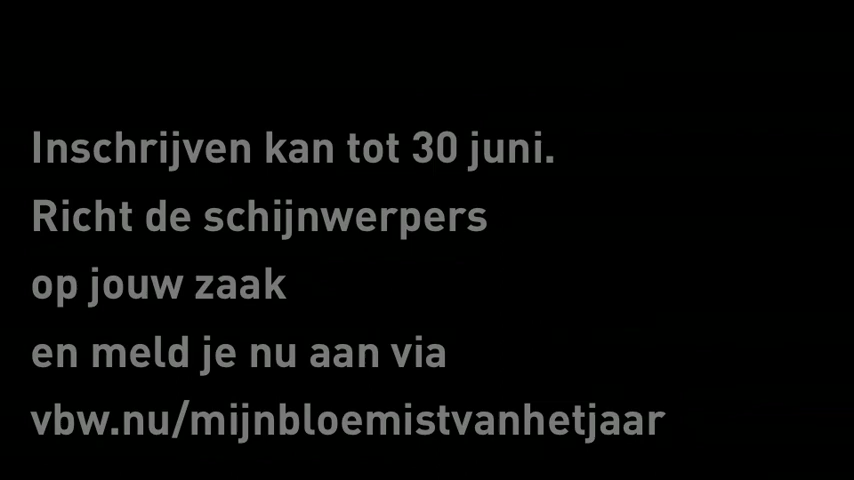 Inschrijven kan tot 30 juni.
Richt de schijnwerpers
op jouw zaak
en meld je nu aan via
vbw.nu/mijnbloemistvanhetjaar